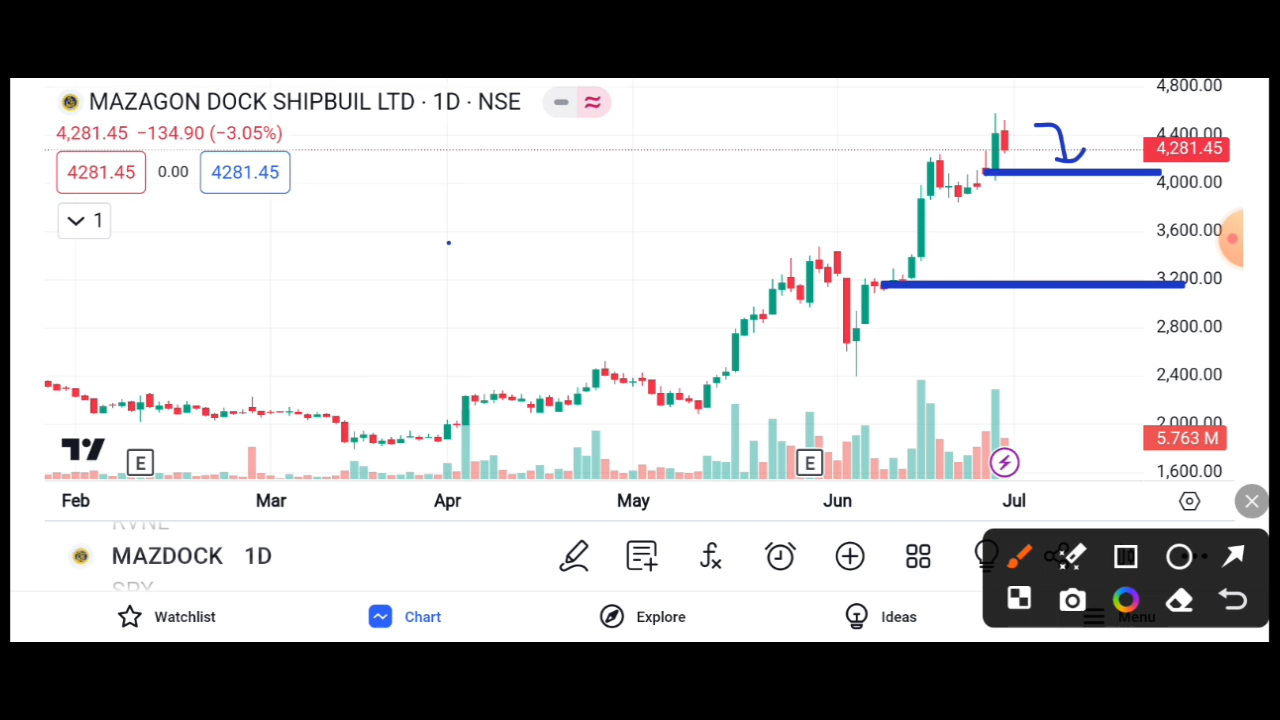 MAZAGON DOCK SHIPBUIL LTD · 1D · NSE
4,281.45 −134.90 (−3.05%)
4281.45 0.00 4281.45
1
4,800.00
4,400.00
4,281.45
4,000.00
3,600.00
3,200.00
2,800.00
2,400.00
2,000.00
5.763 M
1,600.00
E E
Feb Mar Apr May Jun Jul
RVNL
MAZDOCK 1D
SPX
Watchlist Chart Explore Ideas Menu